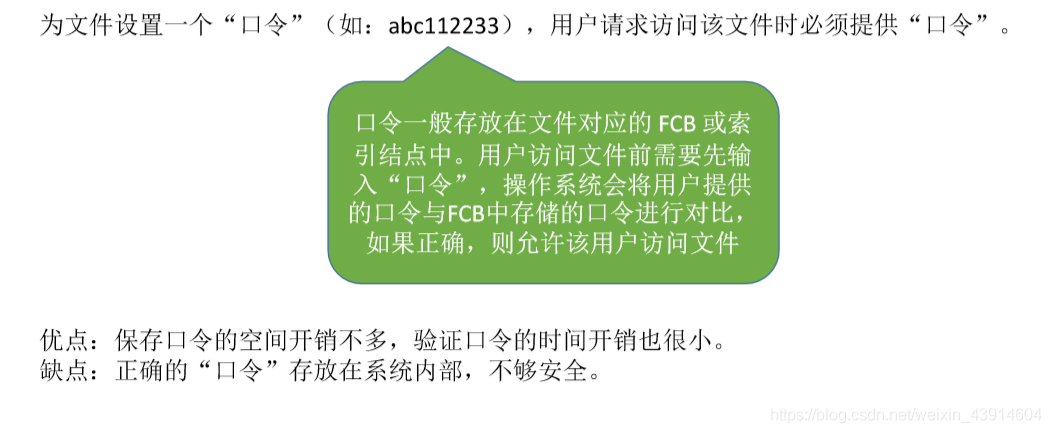 为文件设置一个“口令”（如：abc112233），用户请求访问该文件时必须提供“口令”。
口令一般存放在文件对应的 FCB 或索
引结点中。用户访问文件前需要先输
入“口令”，操作系统会将用户提供
的口令与FCB中存储的口令进行对比，
如果正确，则允许该用户访问文件
优点：保存口令的空间开销不多，验证口令的时间开销也很小。
缺点：正确的“口令”存放在系统内部，不够安全。
https://blog.csdn.net/weixin_43914604